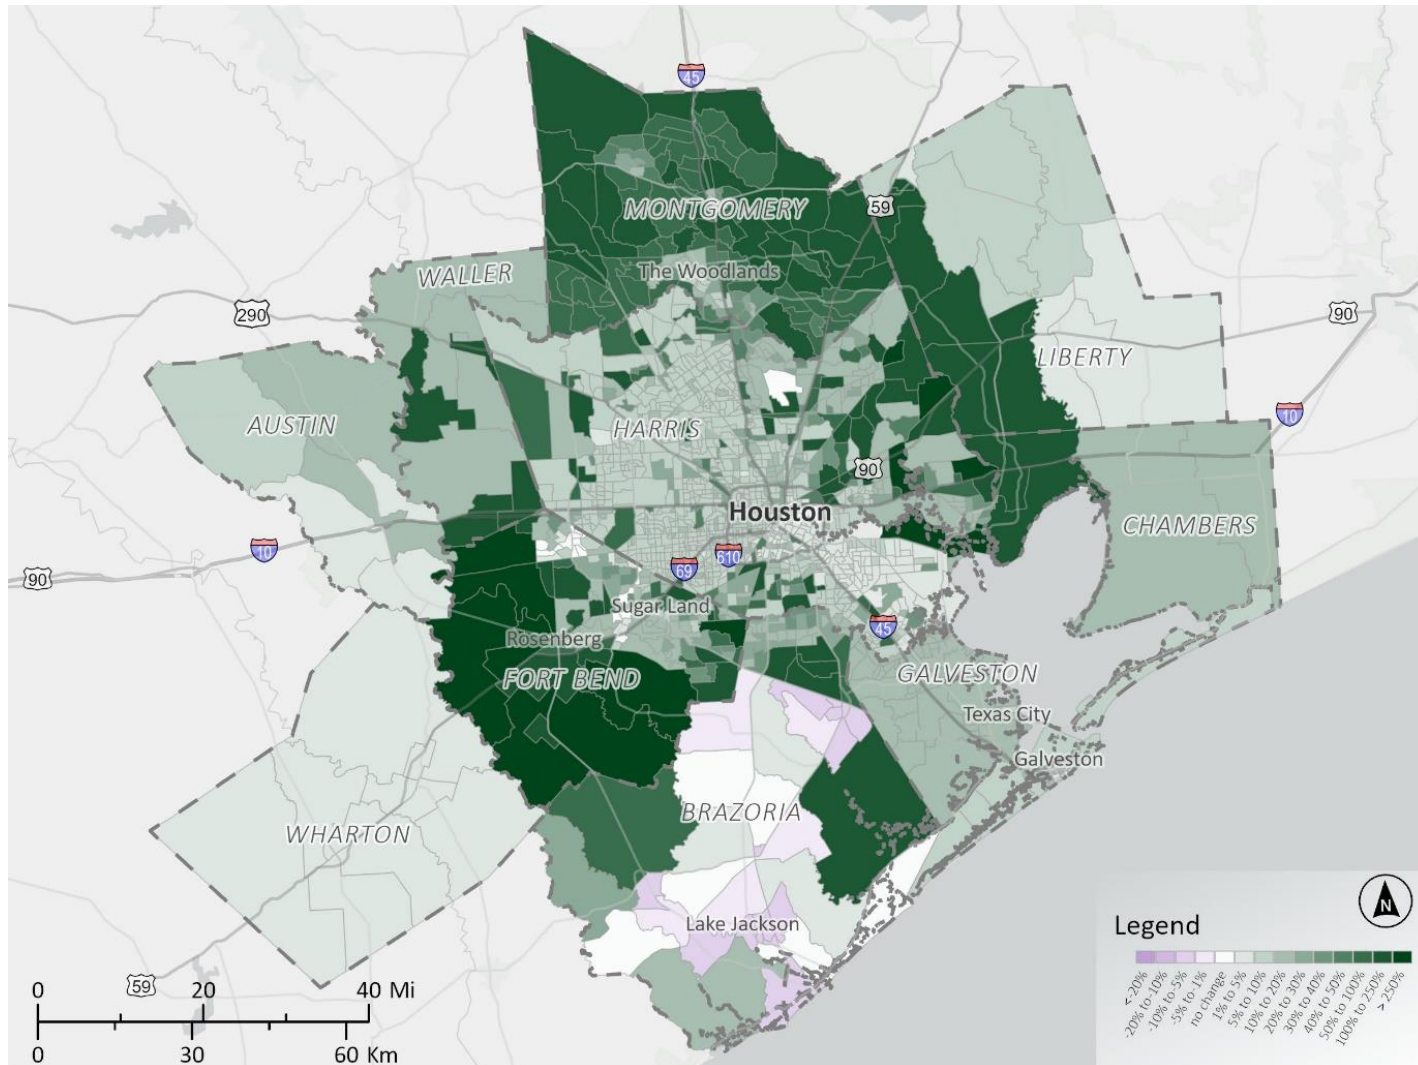 45
MONTGOMERY
59
WALLER
The Woodlands
290
90
LIBERTY
AUSTIN
HARRIS
10
90
Houston
CHAMBERS
10
90
69
610
Sugar Land
45
Rosenberg
FORT BEND
GALVESTON
Texas City
Galveston
BRAZORIA
WHARTON
Lake Jackson
N
Legend
<-20%
-20% to-10%
-10% to-5%
-5% to-1%
no change
1% to 5%
5% to 10%
10% to 20%
20% to 30%
30% to 40%
40% to 50%
50% to 100%
100% to 250%
> 250%
59
0 20 40 Mi
0 30 60 Km